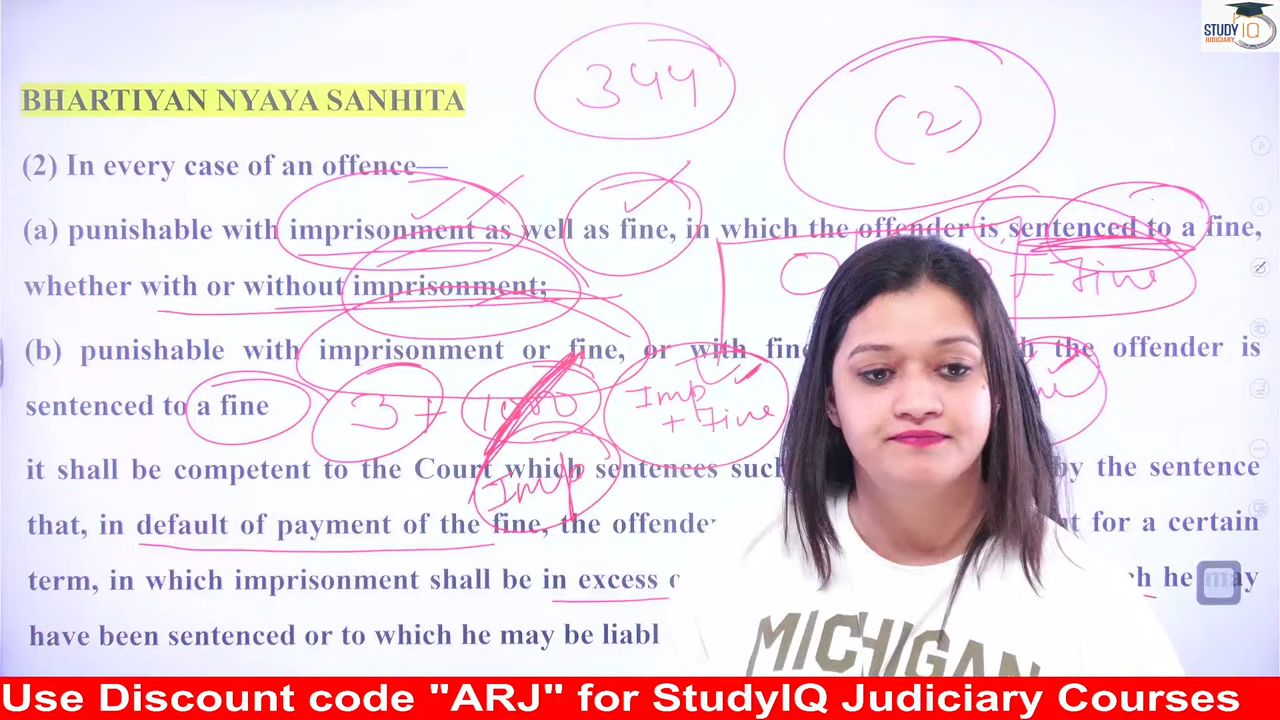 STUDY IQ
JUDICIARY
344
(2)
BHARTIYAN NYAYA SANHITA
(2) In every case of an offence—
(a) punishable with imprisonment as well as fine, in which the offender is sentenced to a fine,
+ Fine
whether with or without imprisonment;
(b) punishable with imprisonment or fine, or with fine the offender is
sentenced to a fine
3 + 1000
Imp
+ Fine
it shall be competent to the Court which sentences such by the sentence
Imp
that, in default of payment of the fine, the offender for a certain
term, in which imprisonment shall be in excess he may
have been sentenced or to which he may be liabl
MICHIGAN
Use Discount code "ARJ" for StudyIQ Judiciary Courses